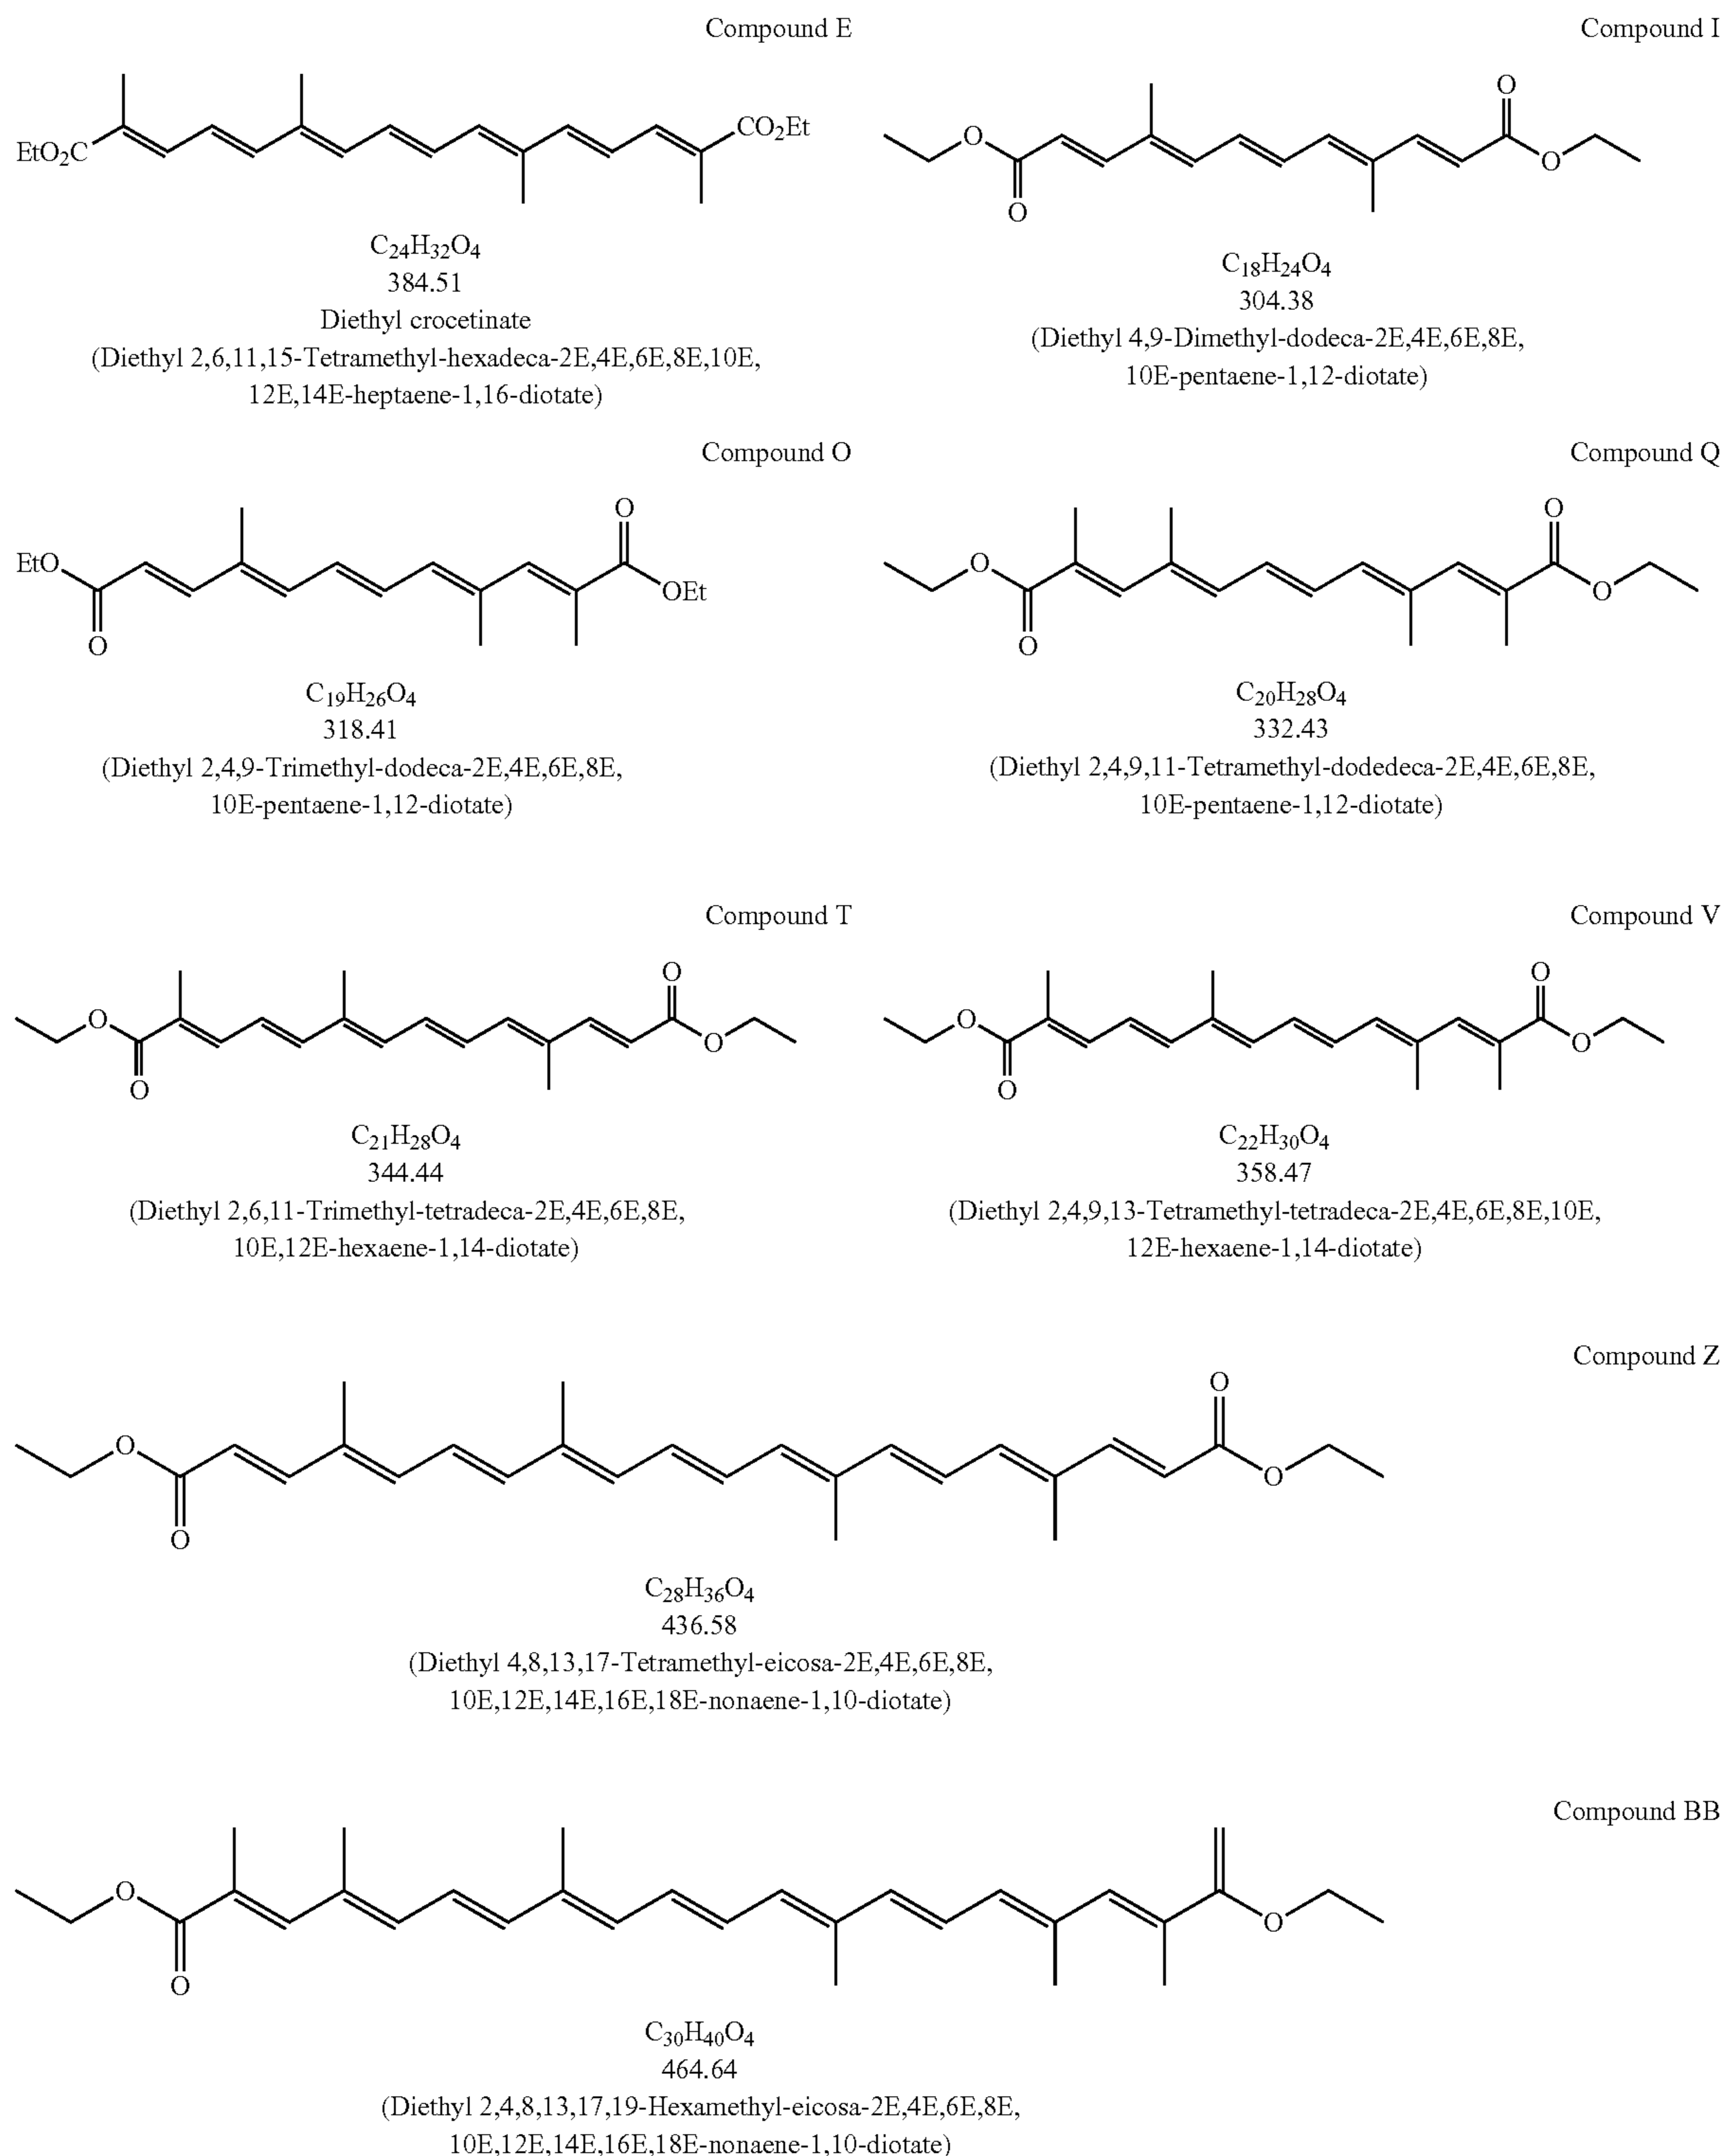 Compound E
EtO₂C
CO₂Et
C₂₄H₃₂O₄
384.51
Diethyl crocetinate
(Diethyl 2,6,11,15-Tetramethyl-hexadeca-2E,4E,6E,8E,10E,
12E,14E-heptaene-1,16-diotate)
Compound I
O
O
O
O
C₁₈H₂₄O₄
304.38
(Diethyl 4,9-Dimethyl-dodeca-2E,4E,6E,8E,
10E-pentaene-1,12-diotate)
Compound O
O
EtO
OEt
O
C₁₉H₂₆O₄
318.41
(Diethyl 2,4,9-Trimethyl-dodeca-2E,4E,6E,8E,
10E-pentaene-1,12-diotate)
Compound Q
O
O
O
O
C₂₀H₂₈O₄
332.43
(Diethyl 2,4,9,11-Tetramethyl-dodedeca-2E,4E,6E,8E,
10E-pentaene-1,12-diotate)
Compound T
O
O
O
O
C₂₁H₂₈O₄
344.44
(Diethyl 2,6,11-Trimethyl-tetradeca-2E,4E,6E,8E,
10E,12E-hexaene-1,14-diotate)
Compound V
O
O
O
O
C₂₂H₃₀O₄
358.47
(Diethyl 2,4,9,13-Tetramethyl-tetradeca-2E,4E,6E,8E,10E,
12E-hexaene-1,14-diotate)
Compound Z
O
O
O
O
C₂₈H₃₆O₄
436.58
(Diethyl 4,8,13,17-Tetramethyl-eicosa-2E,4E,6E,8E,
10E,12E,14E,16E,18E-nonaene-1,10-diotate)
Compound BB
O
O
O
C₃₀H₄₀O₄
464.64
(Diethyl 2,4,8,13,17,19-Hexamethyl-eicosa-2E,4E,6E,8E,
10E,12E,14E,16E,18E-nonaene-1,10-diotate)